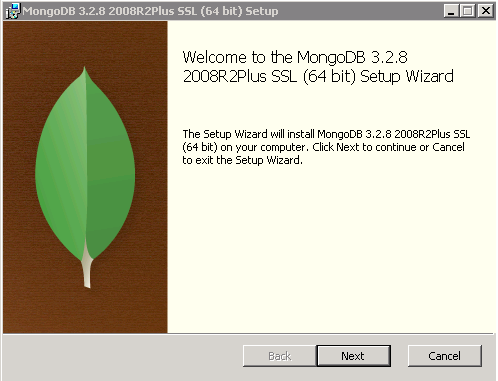 MongoDB 3.2.8 2008R2Plus SSL (64 bit) Setup
Welcome to the MongoDB 3.2.8
2008R2Plus SSL (64 bit) Setup Wizard
The Setup Wizard will install MongoDB 3.2.8 2008R2Plus SSL
(64 bit) on your computer. Click Next to continue or Cancel
to exit the Setup Wizard.
Back Next Cancel